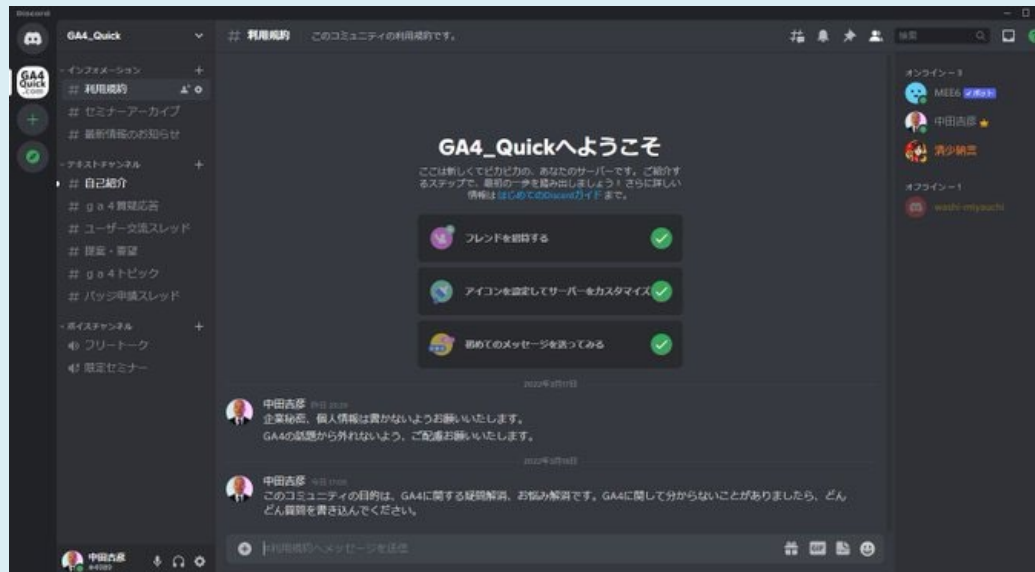 Discord
GA4_Quick
# 利用規約 このコミュニティの利用規約です。
検索
GA4
Quick
.com
インフォメーション
# 利用規約
# セミナーアーカイブ
# 最新情報のお知らせ
テキストチャンネル
# 自己紹介
# ga4質疑応答
# ユーザー交流スレッド
# 提案・要望
# ga4トピック
# バッジ申請スレッド
ボイスチャンネル
フリートーク
限定セミナー
中田吉彦
#4989
GA4_Quickへようこそ
ここは新しくてピカピカの、あなたのサーバーです。ご紹介す
るステップで、最初の一歩を踏み出しましょう！さらに詳しい
情報ははじめてのDiscordガイドまで。
フレンドを招待する
アイコンを設定してサーバーをカスタマイズ
初めてのメッセージを送ってみる
中田吉彦
企業秘密、個人情報は書かないようお願いいたします。
GA4の話題から外れないよう、ご配慮お願いいたします。
中田吉彦
このコミュニティの目的は、GA4に関する疑問解消、お悩み解消です。GA4に関して分からないことがありましたら、どん
どん質問を書き込んでください。
#利用規約へメッセージを送信
GIF
オンライン－3
MEE6 ✓ボット
中田吉彦
清少納言
オフライン－1
washi-miyauchi